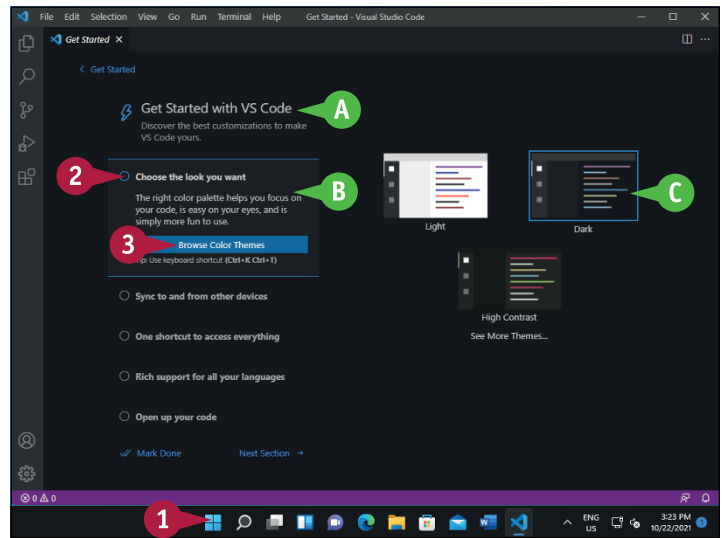 File Edit Selection View Go Run Terminal Help Get Started - Visual Studio Code
Get Started
Get Started
Get Started with VS Code
A
Discover the best customizations to make
VS Code yours.
2
Choose the look you want
The right color palette helps you focus on
your code, is easy on your eyes, and is
simply more fun to use.
B
3
Browse Color Themes
Tip: Use keyboard shortcut (Ctrl+K Ctrl+T)
C
Light
Dark
High Contrast
See More Themes...
Sync to and from other devices
One shortcut to access everything
Rich support for all your languages
Open up your code
Mark Done Next Section
0 0
1
ENG
US
3:23 PM
10/22/2021
1